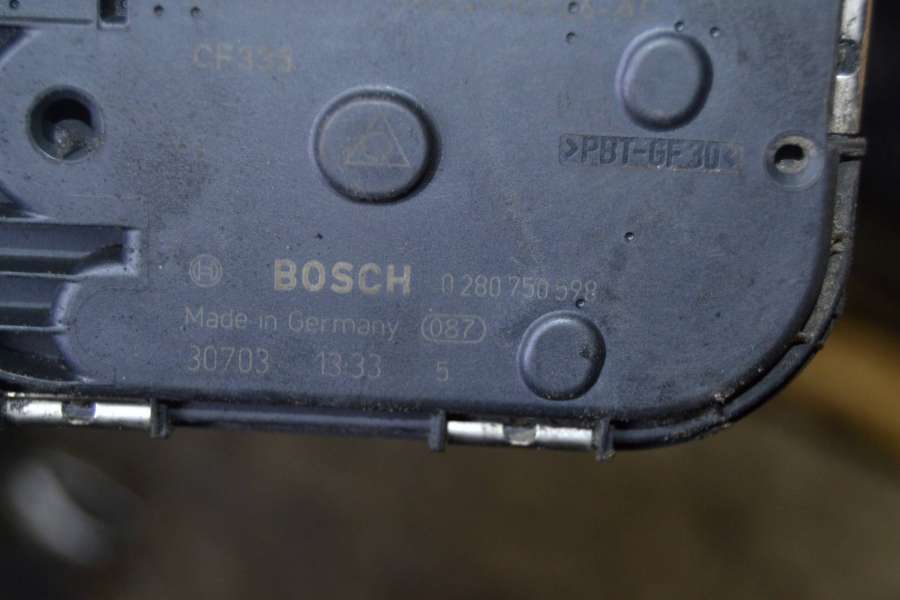 CF333
>PBT-GF30<
BOSCH 0 280 750 598
Made in Germany 087
30703 13:33 5